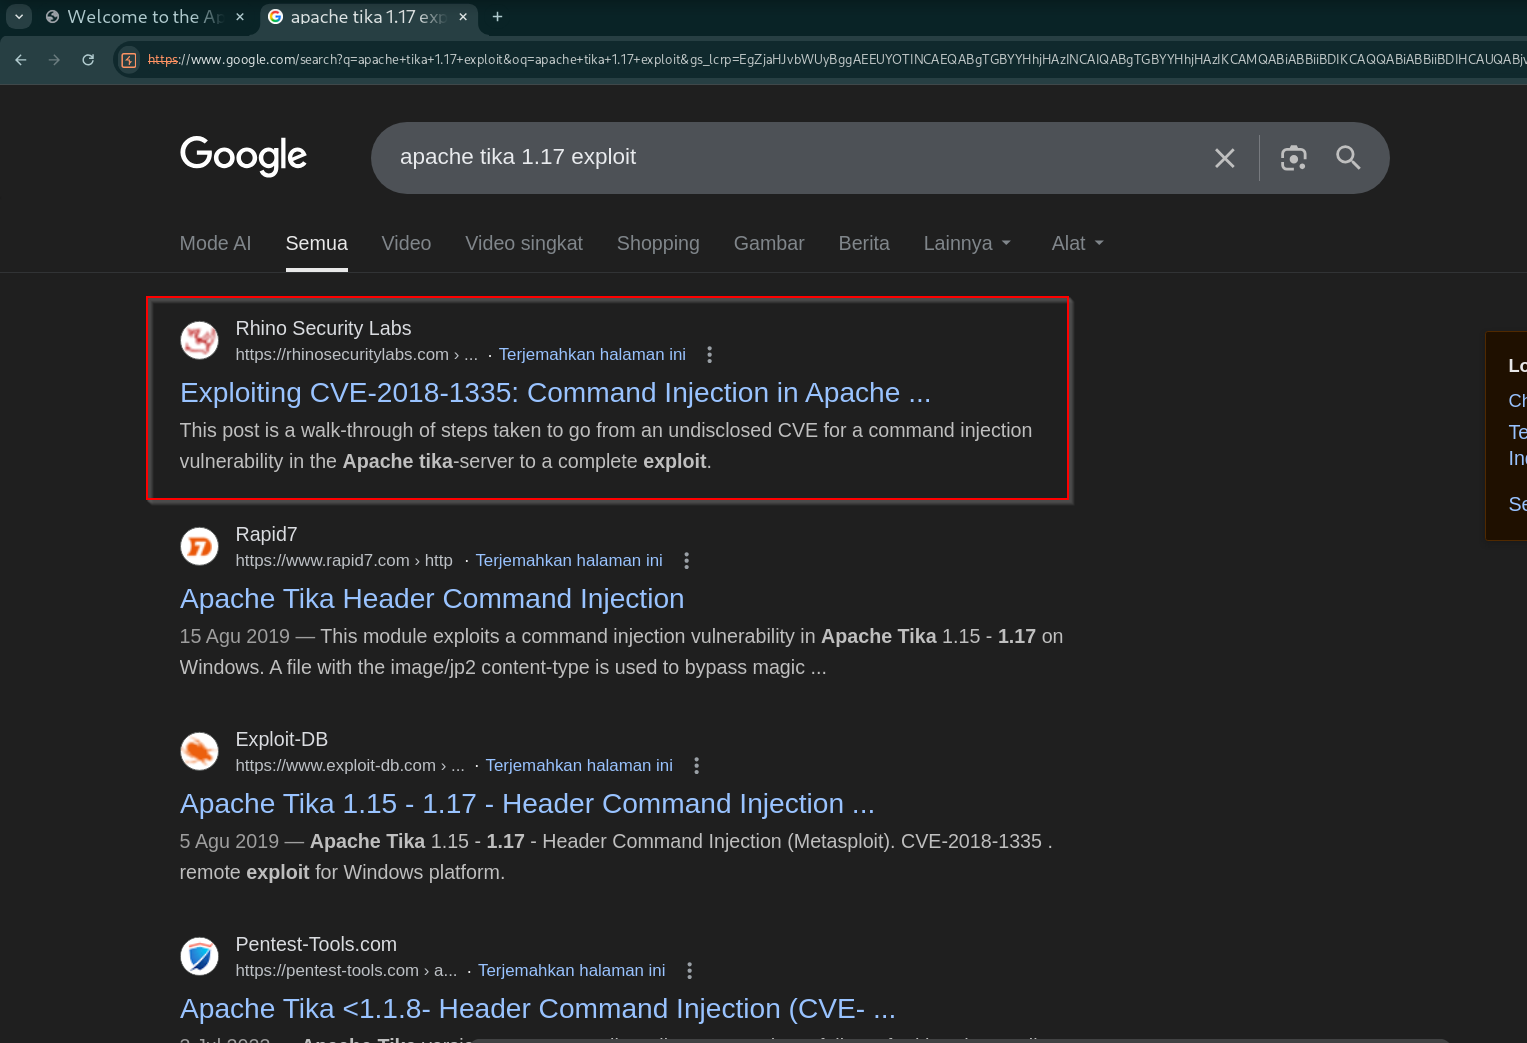 Welcome to the Ap
apache tika 1.17 exp
https://www.google.com/search?q=apache+tika+1.17+exploit&oq=apache+tika+1.17+exploit&gs_lcrp=
Google
apache tika 1.17 exploit
Mode AI Semua Video Video singkat Shopping Gambar Berita Lainnya Alat
Rhino Security Labs
https://rhinosecuritylabs.com › ... · Terjemahkan halaman ini
Exploiting CVE-2018-1335: Command Injection in Apache ...
This post is a walk-through of steps taken to go from an undisclosed CVE for a command injection
vulnerability in the Apache tika-server to a complete exploit.
Rapid7
https://www.rapid7.com › http · Terjemahkan halaman ini
Apache Tika Header Command Injection
15 Agu 2019 — This module exploits a command injection vulnerability in Apache Tika 1.15 - 1.17 on
Windows. A file with the image/jp2 content-type is used to bypass magic ...
Exploit-DB
https://www.exploit-db.com › ... · Terjemahkan halaman ini
Apache Tika 1.15 - 1.17 - Header Command Injection ...
5 Agu 2019 — Apache Tika 1.15 - 1.17 - Header Command Injection (Metasploit). CVE-2018-1335 .
remote exploit for Windows platform.
Pentest-Tools.com
https://pentest-tools.com › a... · Terjemahkan halaman ini
Apache Tika <1.1.8- Header Command Injection (CVE- ...
Lo
Ch
Te
Se